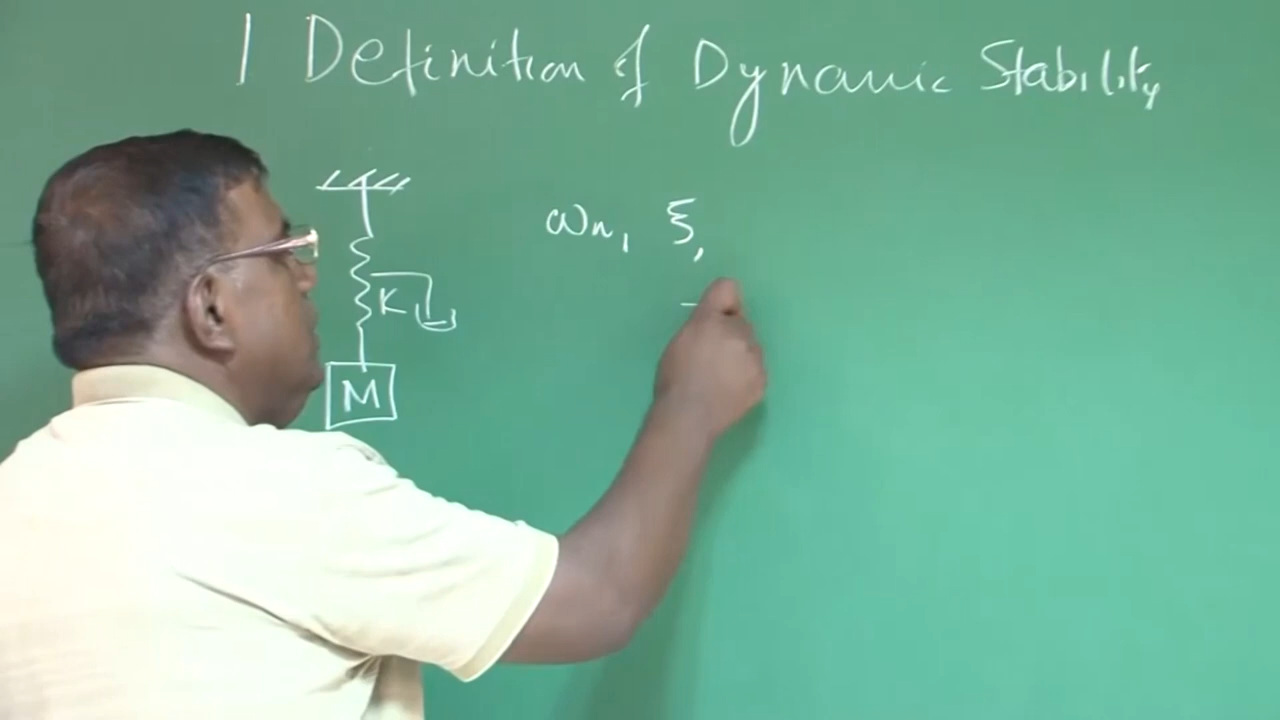 1 Definition of Dynamic Stability
ωn, ξ,
K
M